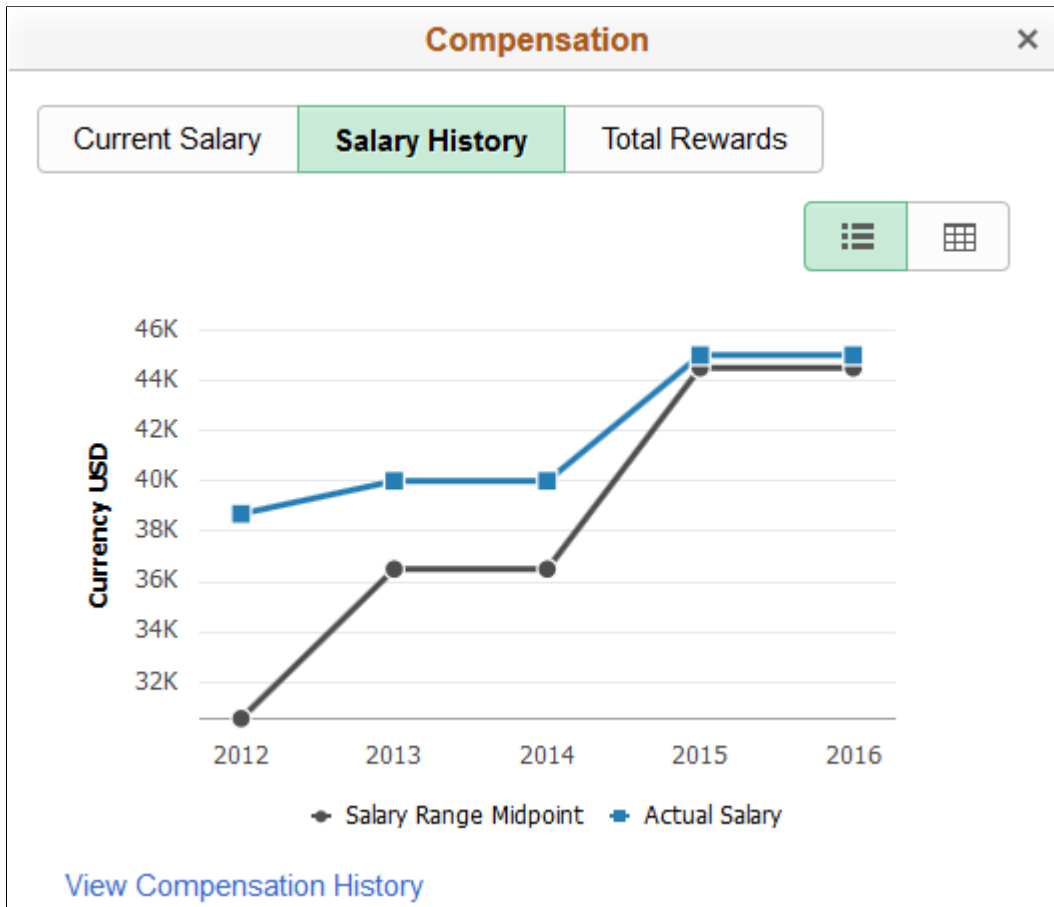 Compensation ×
Current Salary Salary History Total Rewards
46K
44K
42K
40K
38K
36K
34K
32K
Currency USD
2012 2013 2014 2015 2016
Salary Range Midpoint Actual Salary
View Compensation History